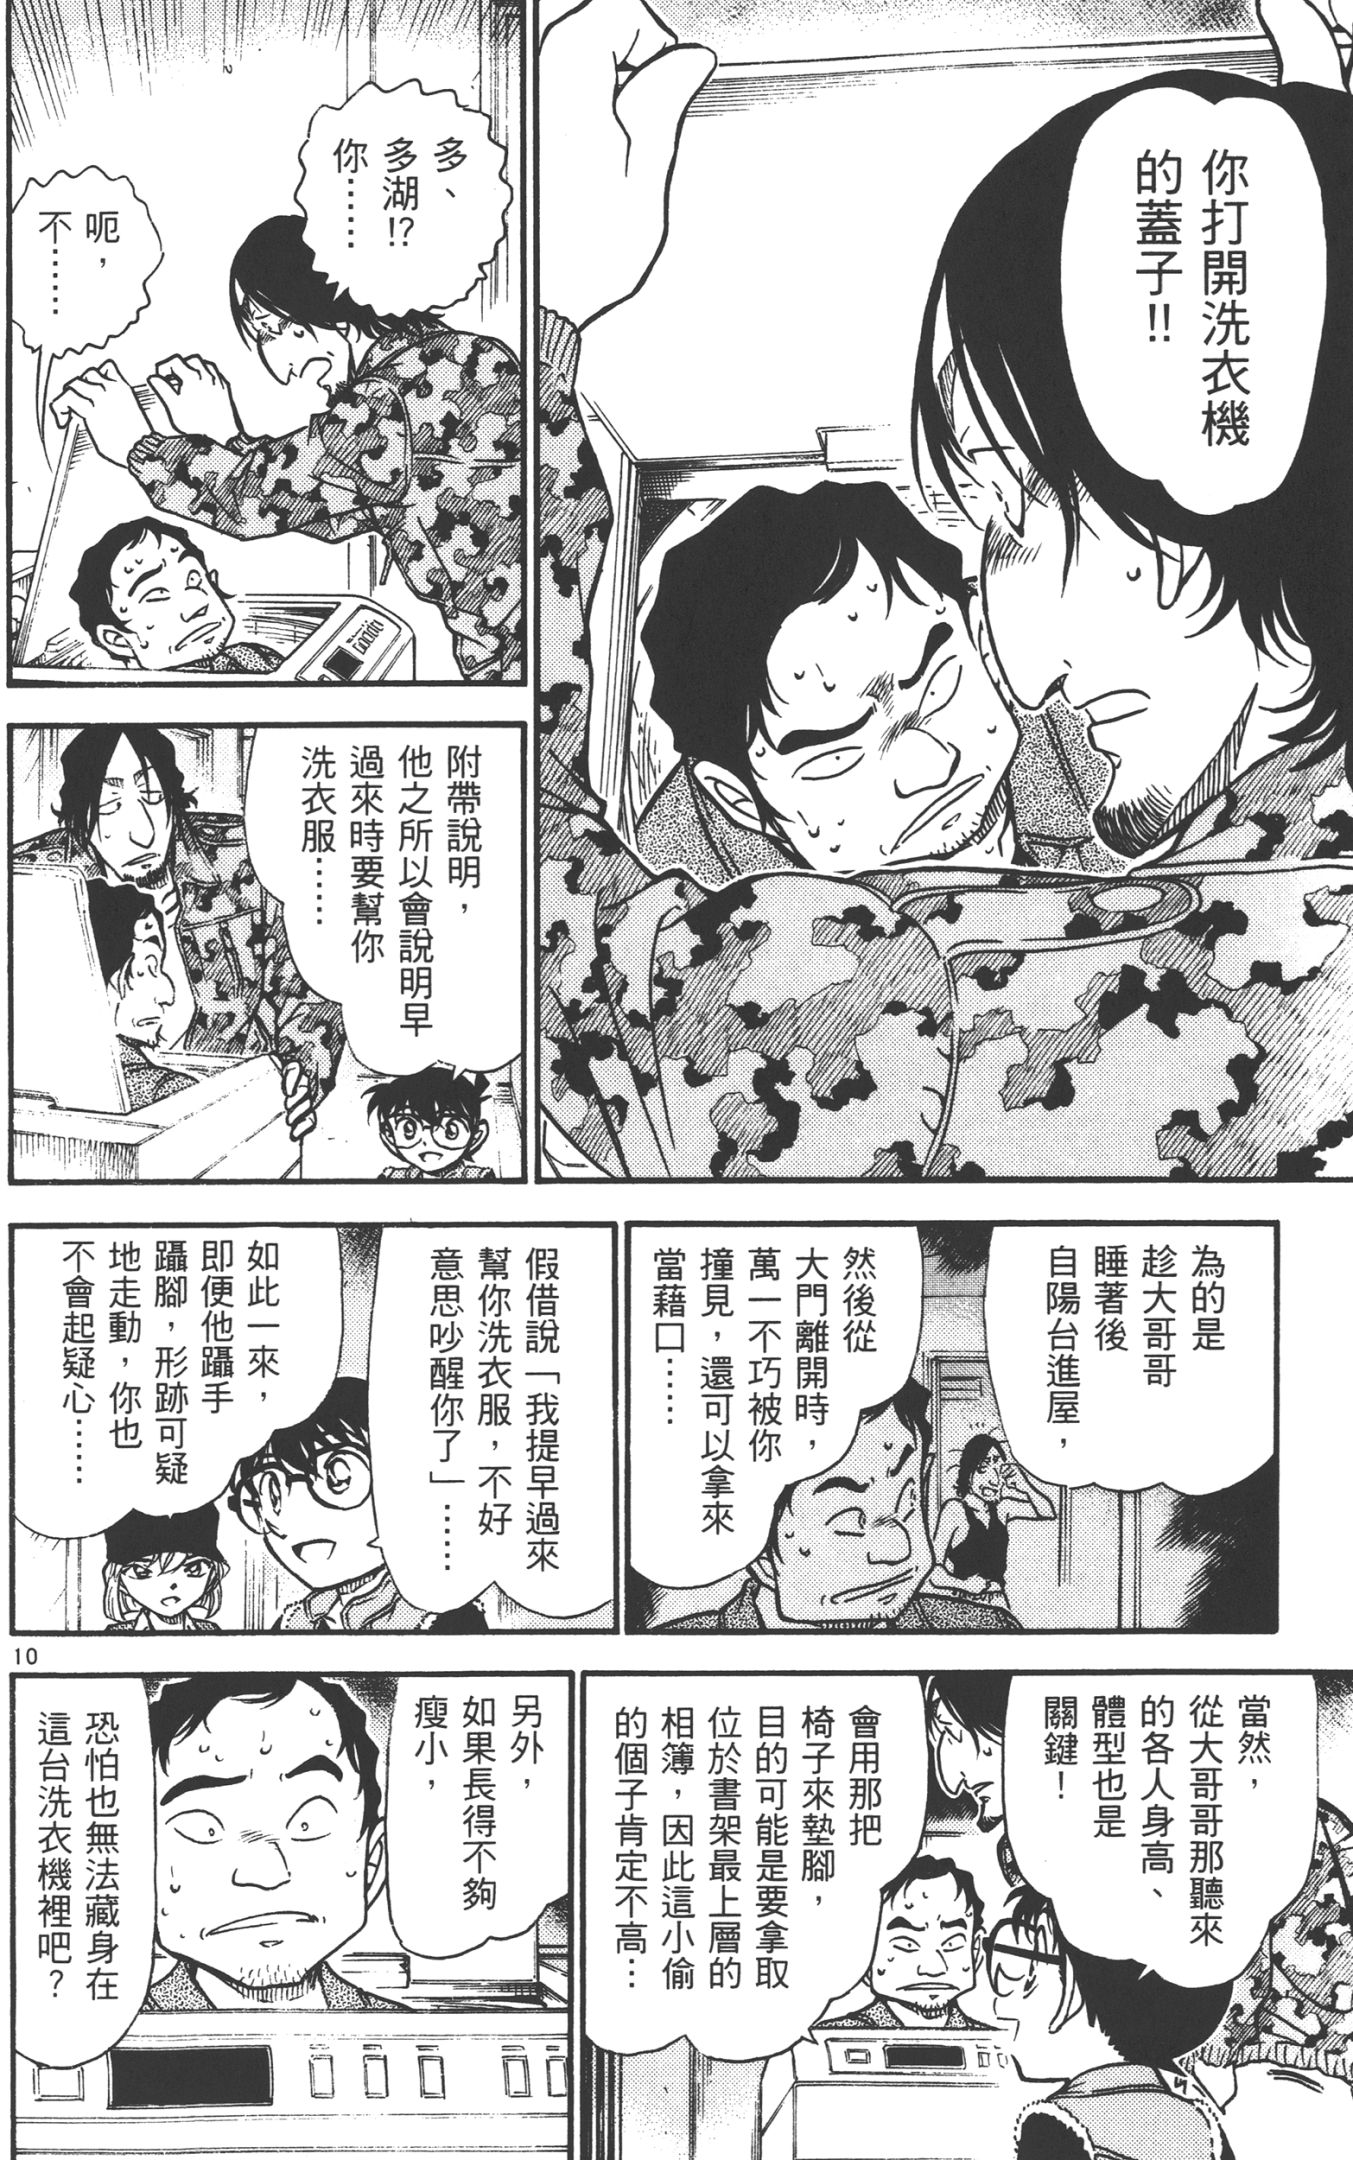 你打開洗衣機
的蓋子!!
多、
多湖!?
你……
呃，
不……
附帶說明，
他之所以會說明早
過來時要幫你
洗衣服……
為的是
趁大哥哥
睡著後
自陽台進屋，
然後從
大門離開時，
萬一不巧被你
撞見，還可以拿來
當藉口……
假借說「我提早過來
幫你洗衣服，不好
意思吵醒你了」……
如此一來，
即便他躡手
躡腳，形跡可疑
地走動，你也
不會起疑心……
當然，
從大哥哥那聽來
的各人身高、
體型也是
關鍵！
會用那把
椅子來墊腳，
目的可能是要拿取
位於書架最上層的
相簿，因此這小偷
的個子肯定不高…
另外，
如果長得不夠
瘦小，
恐怕也無法藏身在
這台洗衣機裡吧？
10